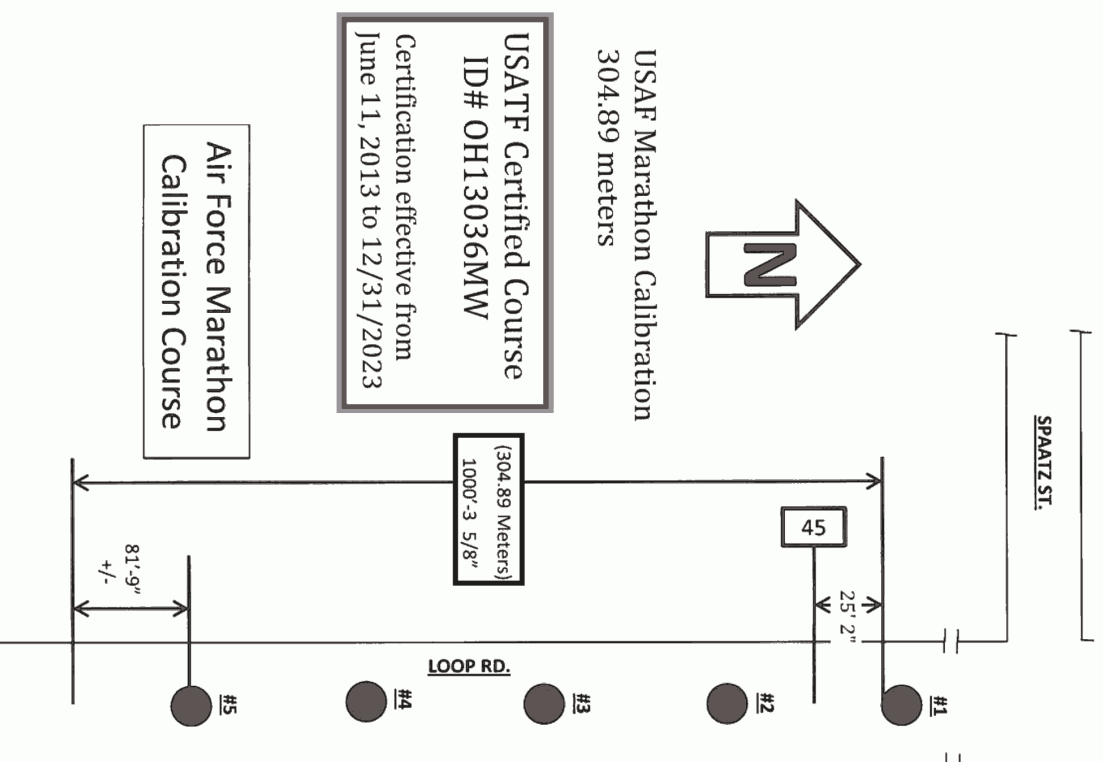 USAF Marathon Calibration
304.89 meters
USATF Certified Course
ID# OH13036MW
Certification effective from
June 11, 2013 to 12/31/2023
Air Force Marathon
Calibration Course
N
SPAATZ ST.
(304.89 Meters)
1000'-3 5/8"
45
25' 2"
81'-9"
+/-
LOOP RD.
#1
#2
#3
#4
#5